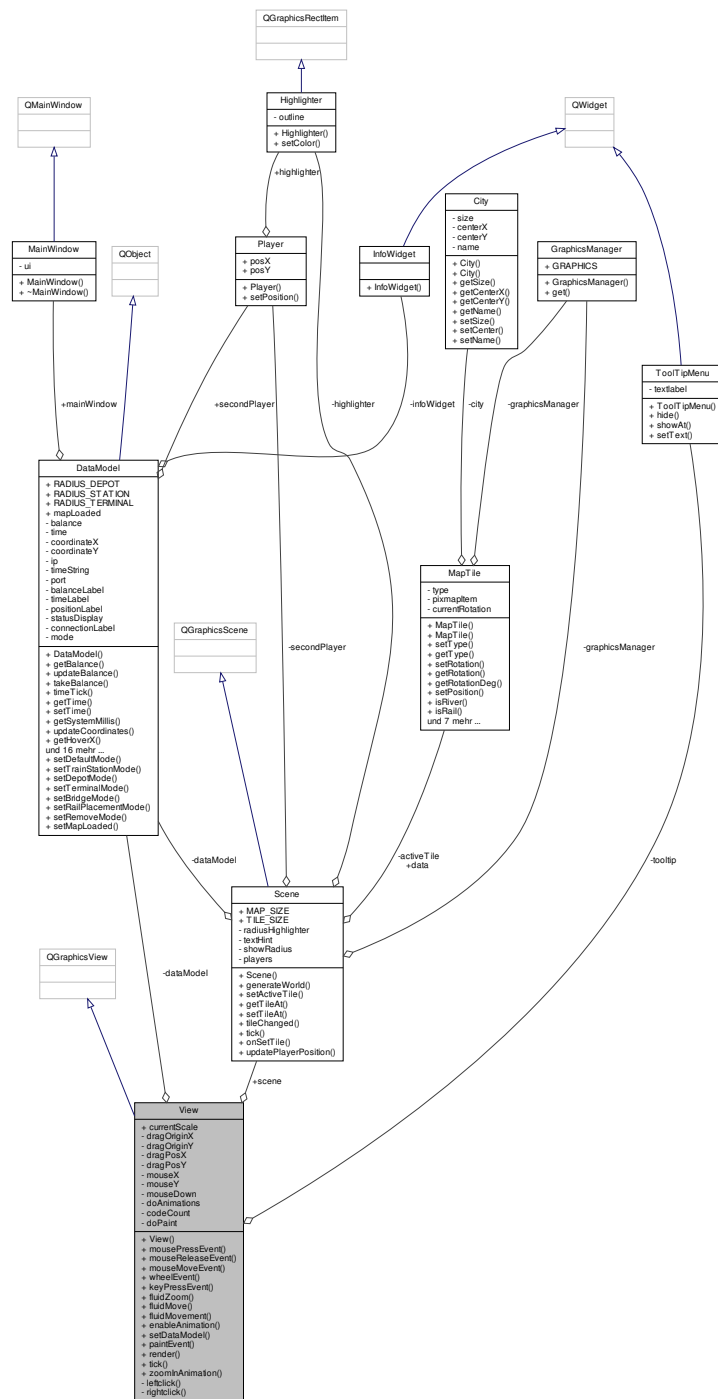 QGraphicsRectItem
Highlighter
- outline
+ Highlighter()
+ setColor()
QMainWindow
QWidget
+highlighter
City
- size
- centerX
- centerY
- name
+ City()
+ City()
+ getSize()
+ getCenterX()
+ getCenterY()
+ getName()
+ setSize()
+ setCenter()
+ setName()
MainWindow
- ui
+ MainWindow()
+ ~MainWindow()
QObject
Player
+ posX
+ posY
+ Player()
+ setPosition()
InfoWidget
+ InfoWidget()
GraphicsManager
+ GRAPHICS
+ GraphicsManager()
+ get()
ToolTipMenu
- textlabel
+ ToolTipMenu()
+ hide()
+ showAt()
+ setText()
+mainWindow
+secondPlayer
-highlighter
-infoWidget
-city
-graphicsManager
DataModel
+ RADIUS_DEPOT
+ RADIUS_STATION
+ RADIUS_TERMINAL
+ mapLoaded
- balance
- time
- coordinateX
- coordinateY
- ip
- timeString
- port
- balanceLabel
- timeLabel
- positionLabel
- statusDisplay
- connectionLabel
- mode
+ DataModel()
+ getBalance()
+ updateBalance()
+ takeBalance()
+ timeTick()
+ getTime()
+ setTime()
+ getSystemMillis()
+ updateCoordinates()
+ getHoverX()
und 16 mehr ...
+ setDefaultMode()
+ setTrainStationMode()
+ setDepotMode()
+ setTerminalMode()
+ setBridgeMode()
+ setRailPlacementMode()
+ setRemoveMode()
+ setMapLoaded()
MapTile
- type
- pixmapItem
- currentRotation
+ MapTile()
+ MapTile()
+ setType()
+ getType()
+ setRotation()
+ getRotation()
+ getRotationDeg()
+ setPosition()
+ isRiver()
+ isRail()
und 7 mehr ...
QGraphicsScene
-secondPlayer
-graphicsManager
-dataModel
-activeTile
+data
-tooltip
Scene
+ MAP_SIZE
+ TILE_SIZE
- radiusHighlighter
- textHint
- showRadius
- players
+ Scene()
+ generateWorld()
+ setActiveTile()
+ getTileAt()
+ setTileAt()
+ tileChanged()
+ tick()
+ onSetTile()
+ updatePlayerPosition()
QGraphicsView
-dataModel
+scene
View
+ currentScale
- dragOriginX
- dragOriginY
- dragPosX
- dragPosY
- mouseX
- mouseY
- mouseDown
- doAnimations
- codeCount
- doPaint
+ View()
+ mousePressEvent()
+ mouseReleaseEvent()
+ mouseMoveEvent()
+ wheelEvent()
+ keyPressEvent()
+ fluidZoom()
+ fluidMove()
+ fluidMovement()
+ enableAnimation()
+ setDataModel()
+ paintEvent()
+ render()
+ tick()
+ zoomInAnimation()
- leftclick()
- rightclick()